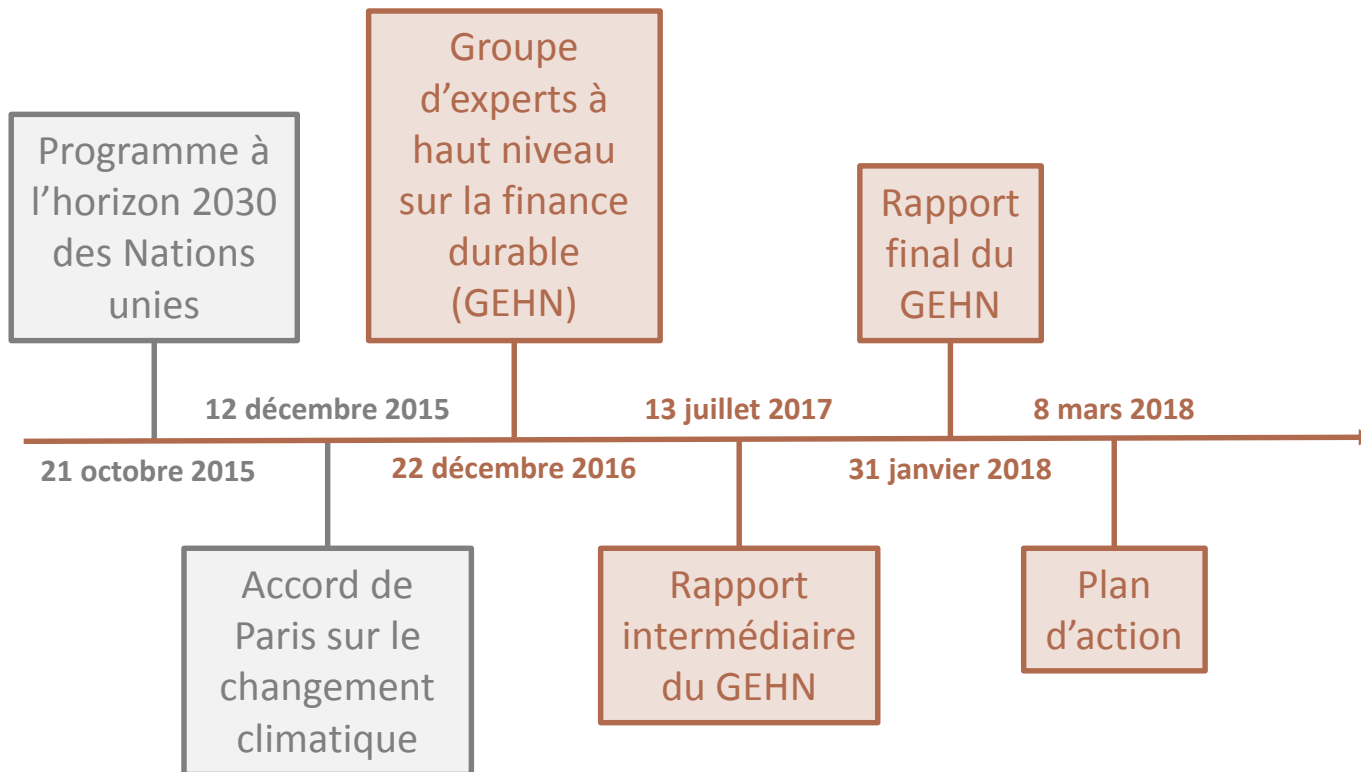 Programme à
l’horizon 2030
des Nations
unies
Groupe
d’experts à
haut niveau
sur la finance
durable
(GEHN)
Rapport
final du
GEHN
12 décembre 2015
13 juillet 2017
8 mars 2018
21 octobre 2015
22 décembre 2016
31 janvier 2018
Accord de
Paris sur le
changement
climatique
Rapport
intermédiaire
du GEHN
Plan
d’action